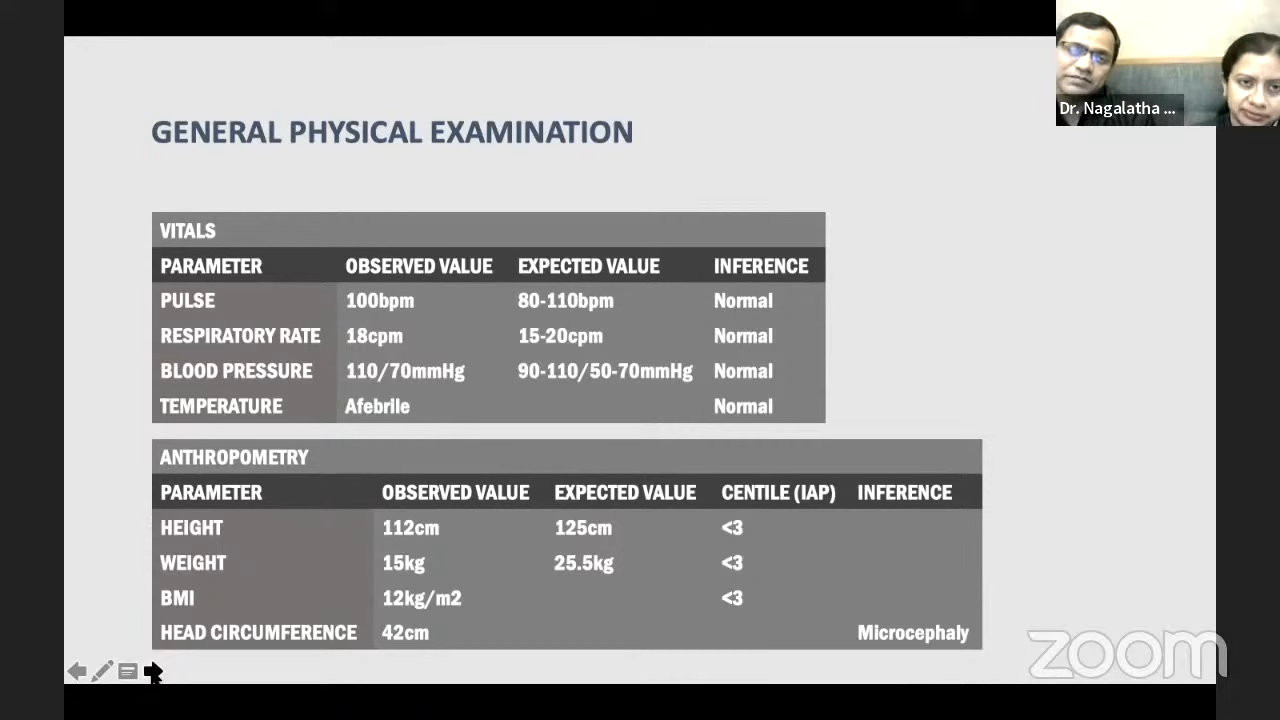 Dr. Nagalatha ...
GENERAL PHYSICAL EXAMINATION
VITALS
PARAMETER OBSERVED VALUE EXPECTED VALUE INFERENCE
PULSE 100bpm 80-110bpm Normal
RESPIRATORY RATE 18cpm 15-20cpm Normal
BLOOD PRESSURE 110/70mmHg 90-110/50-70mmHg Normal
TEMPERATURE Afebrile Normal
ANTHROPOMETRY
PARAMETER OBSERVED VALUE EXPECTED VALUE CENTILE (IAP) INFERENCE
HEIGHT 112cm 125cm <3
WEIGHT 15kg 25.5kg <3
BMI 12kg/m2 <3
HEAD CIRCUMFERENCE 42cm Microcephaly
zoom